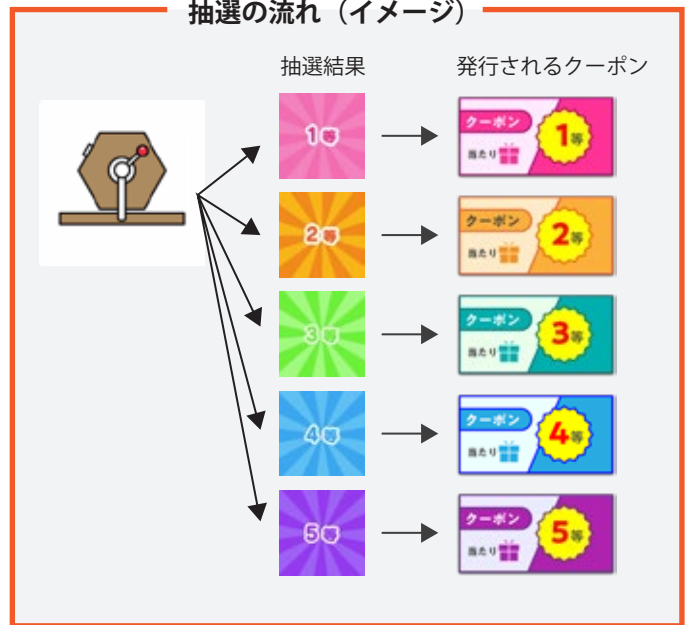 抽選の流れ（イメージ）
抽選結果
発行されるクーポン
1等
クーポン
当たり
1等
2等
クーポン
当たり
2等
3等
クーポン
当たり
3等
4等
クーポン
当たり
4等
5等
クーポン
当たり
5等